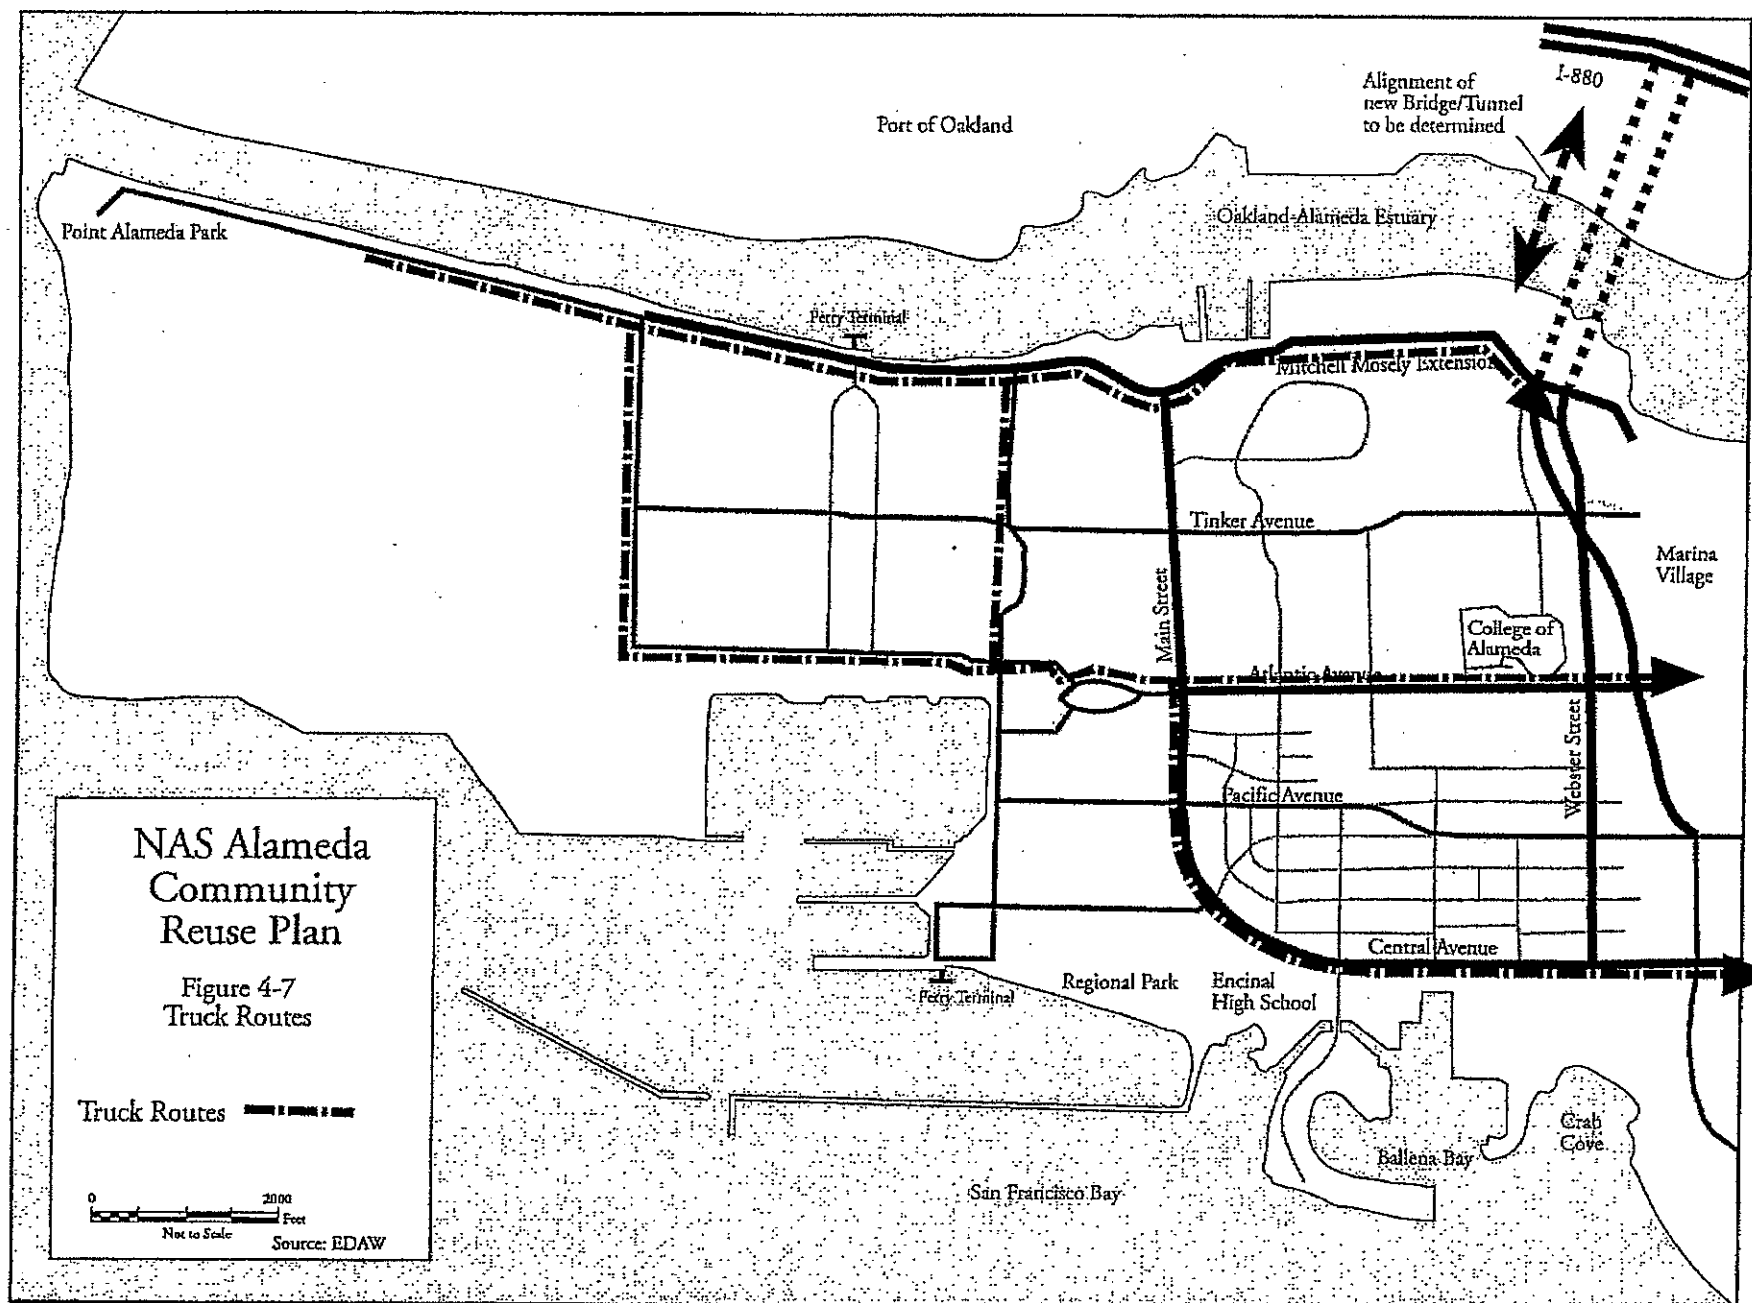 I-880
Alignment of
new Bridge/Tunnel
to be determined
Port of Oakland
Oakland-Alameda Estuary
Point Alameda Park
Ferry Terminal
Mitchell Mosely Extension
Tinker Avenue
Marina
Village
Main Street
College of
Alameda
Atlantic Avenue
Webster Street
Pacific Avenue
Central Avenue
Regional Park
Encinal
High School
Ferry Terminal
Crab
Cove
Ballena Bay
San Francisco Bay
NAS Alameda
Community
Reuse Plan
Figure 4-7
Truck Routes
Truck Routes
0 2000
Feet
Not to Scale
Source: EDAW